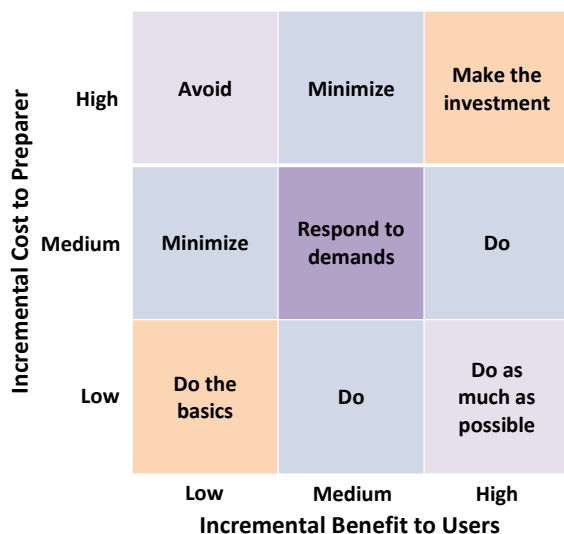 Incremental Cost to Preparer
High
Avoid
Minimize
Make the
investment
Medium
Minimize
Respond to
demands
Do
Low
Do the
basics
Do
Do as
much as
possible
Low
Medium
High
Incremental Benefit to Users